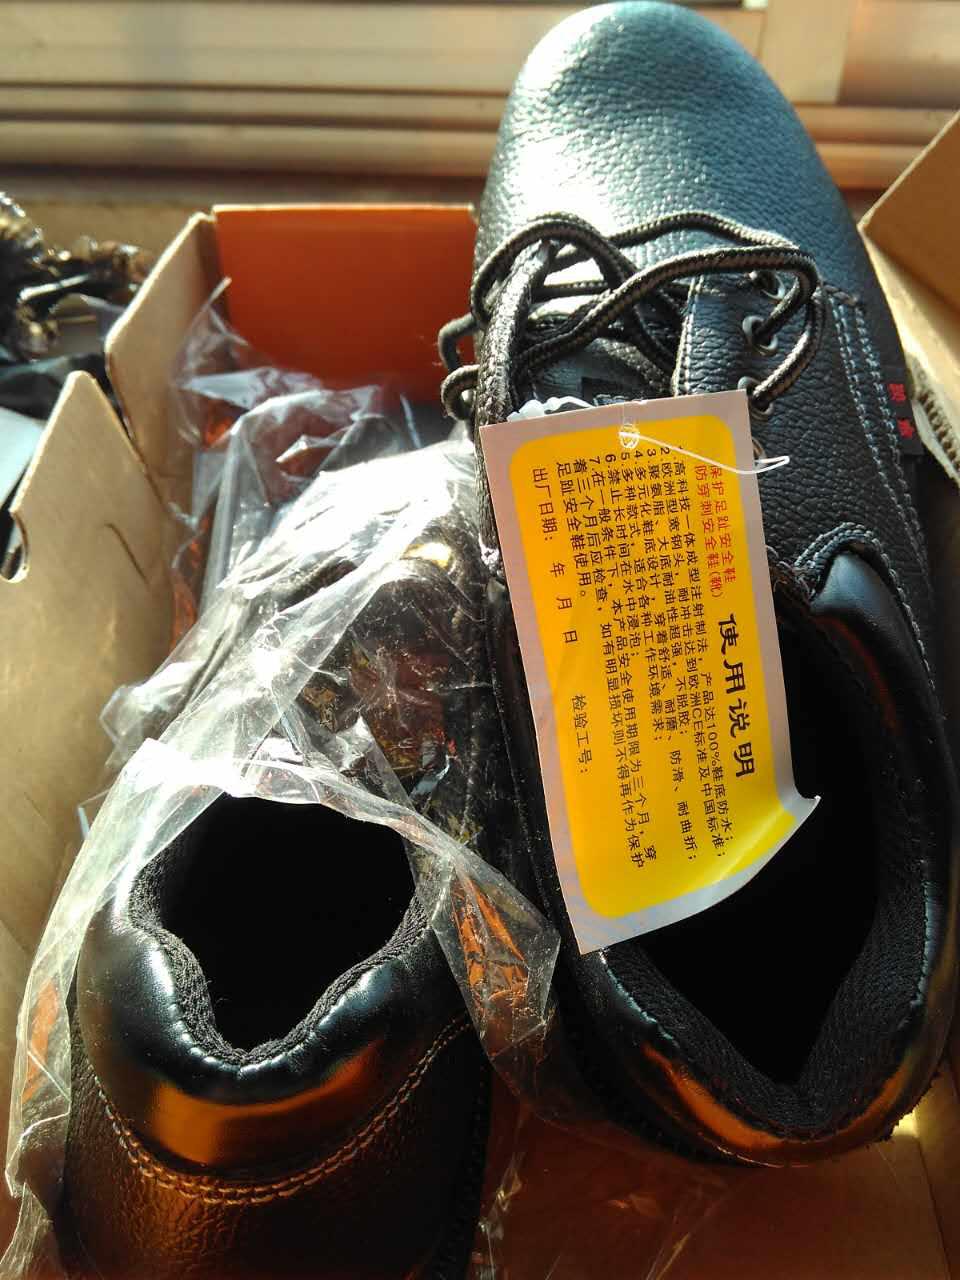 保护足趾安全鞋
防穿刺安全鞋(靴)
使用说明
1.高科技一体成型注射制法，产品达100%鞋底防水；
2.欧洲型宽钢头，耐冲击达到欧洲CE标准及中国标准；
3.聚氨脂、大底耐油性超强，不脱胶；
4.多元化鞋底设计，穿着舒适、耐磨、防滑、耐曲折；
5.多种款式，适合各种工作环境需求；
6.禁止长时间在水中浸泡；
7.在一般条件下，本产品安全使用期限为三个月，穿
着三个月后应检查，如有明显损坏则不得再作为保护
足趾安全鞋使用。
出厂日期： 年 月 日 检验工号：